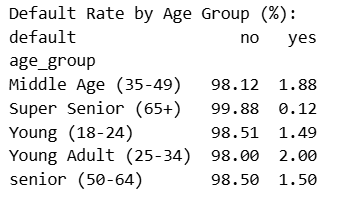 Default Rate by Age Group (%):
default no yes
age_group
Middle Age (35-49) 98.12 1.88
Super Senior (65+) 99.88 0.12
Young (18-24) 98.51 1.49
Young Adult (25-34) 98.00 2.00
senior (50-64) 98.50 1.50